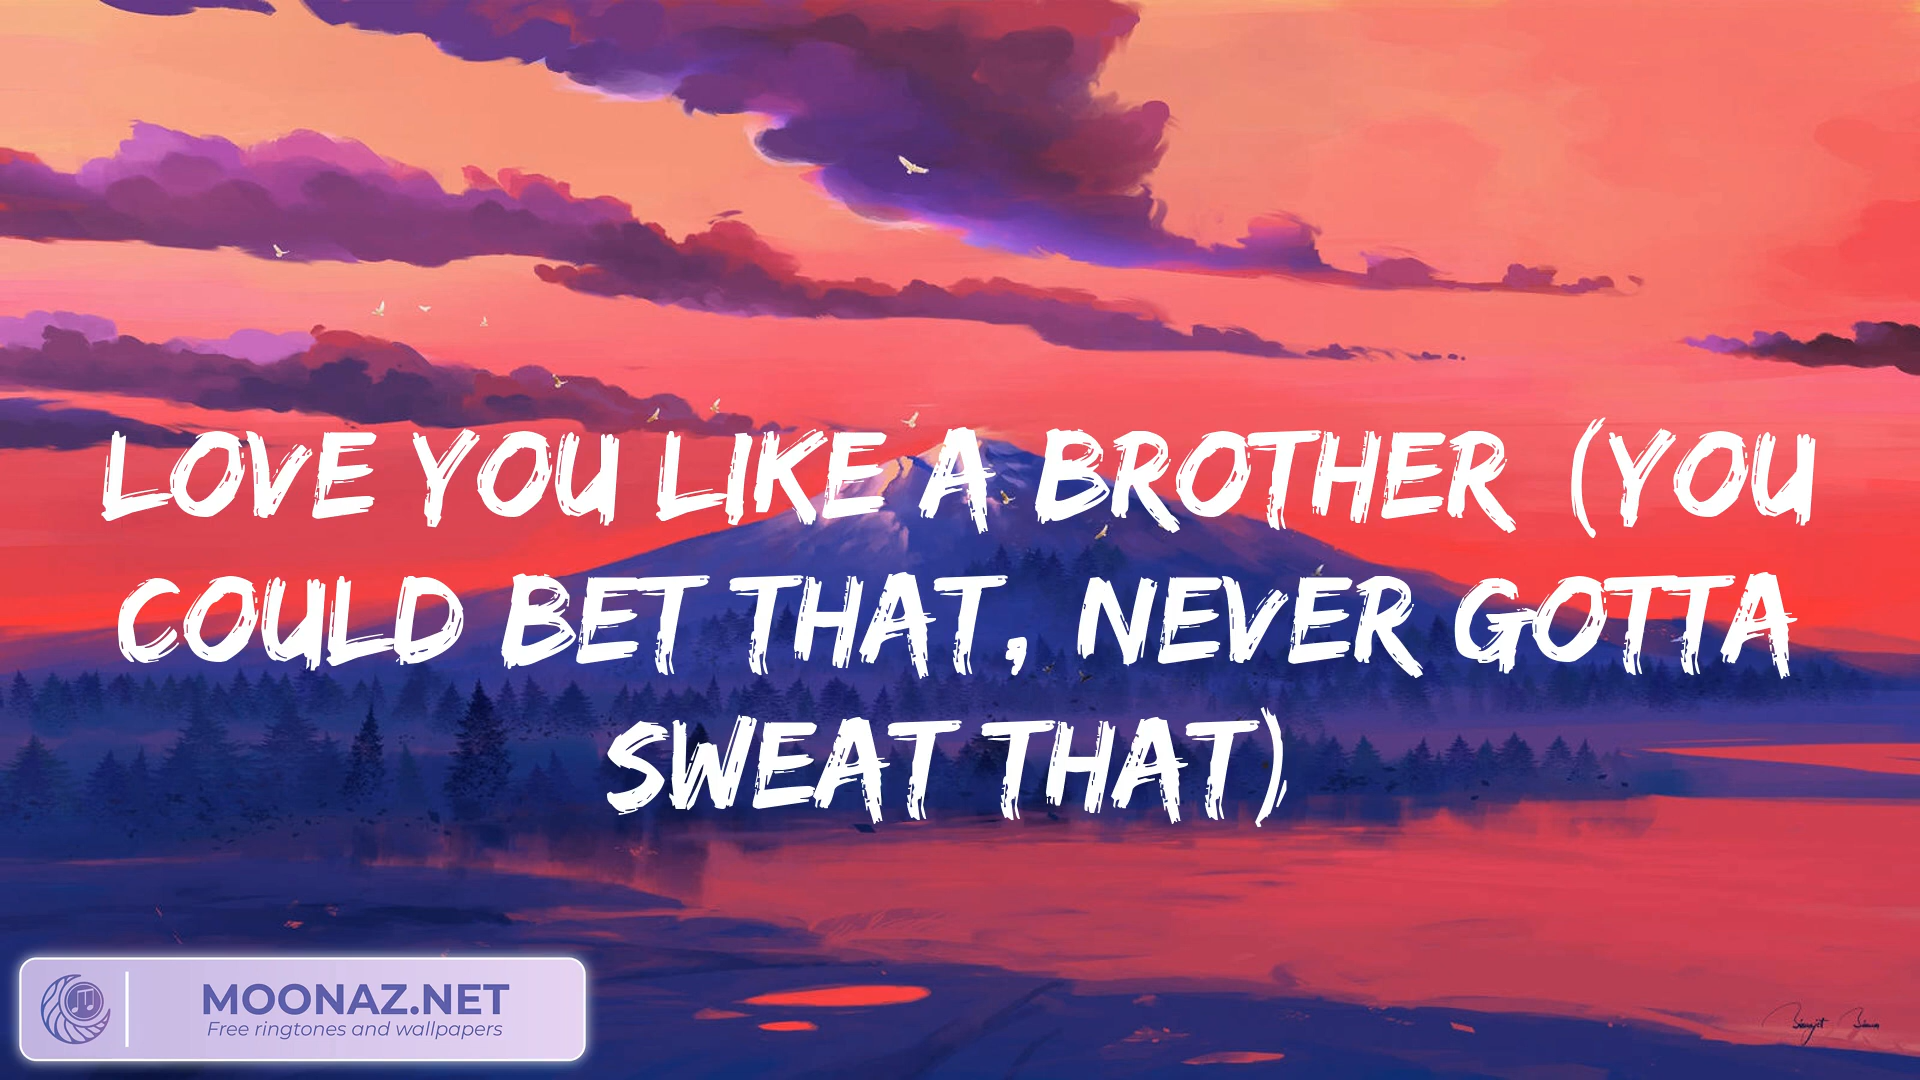 LOVE YOU LIKE A BROTHER (YOU
COULD BET THAT, NEVER GOTTA
SWEAT THAT)
MOONAZ.NET
Free ringtones and wallpapers